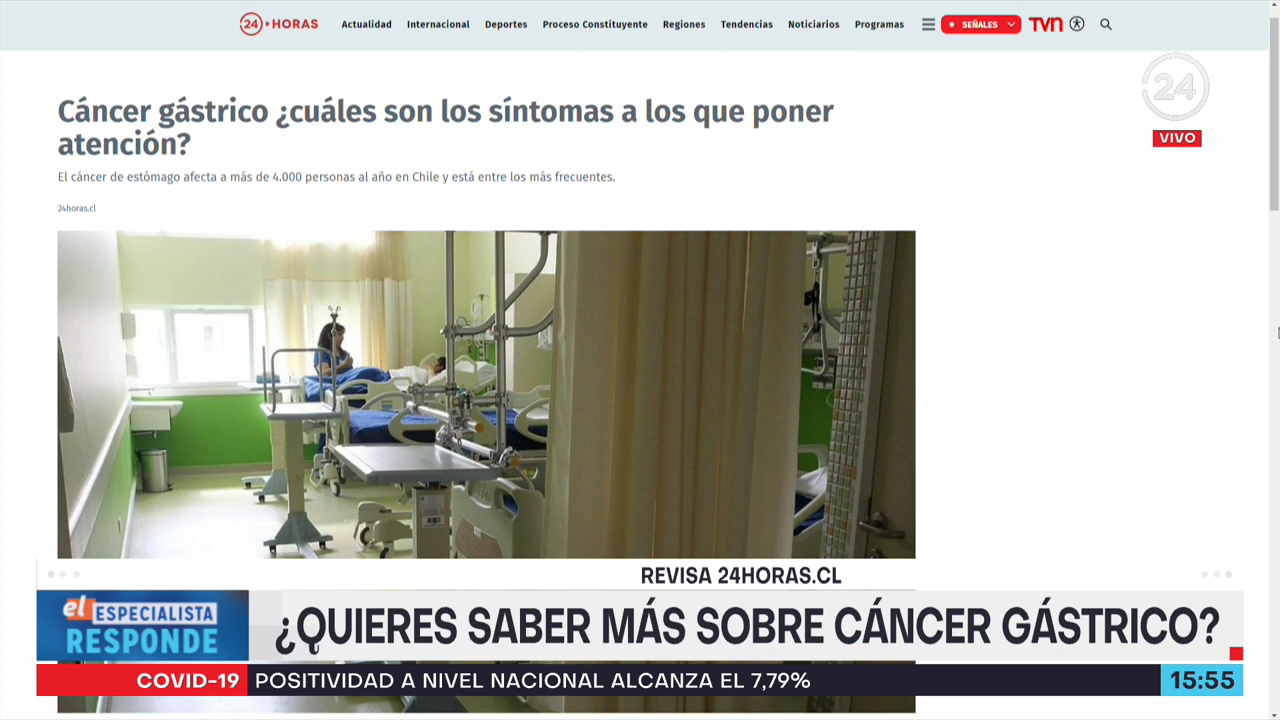 24 HORAS Actualidad Internacional Deportes Proceso Constituyente Regiones Tendencias Noticiarios Programas SEÑALES TVN
Cáncer gástrico ¿cuáles son los síntomas a los que poner
atención?
El cáncer de estómago afecta a más de 4.000 personas al año en Chile y está entre los más frecuentes.
24horas.cl
24
VIVO
REVISA 24HORAS.CL
el ESPECIALISTA
RESPONDE
¿QUIERES SABER MÁS SOBRE CÁNCER GÁSTRICO?
COVID-19 POSITIVIDAD A NIVEL NACIONAL ALCANZA EL 7,79% 15:55